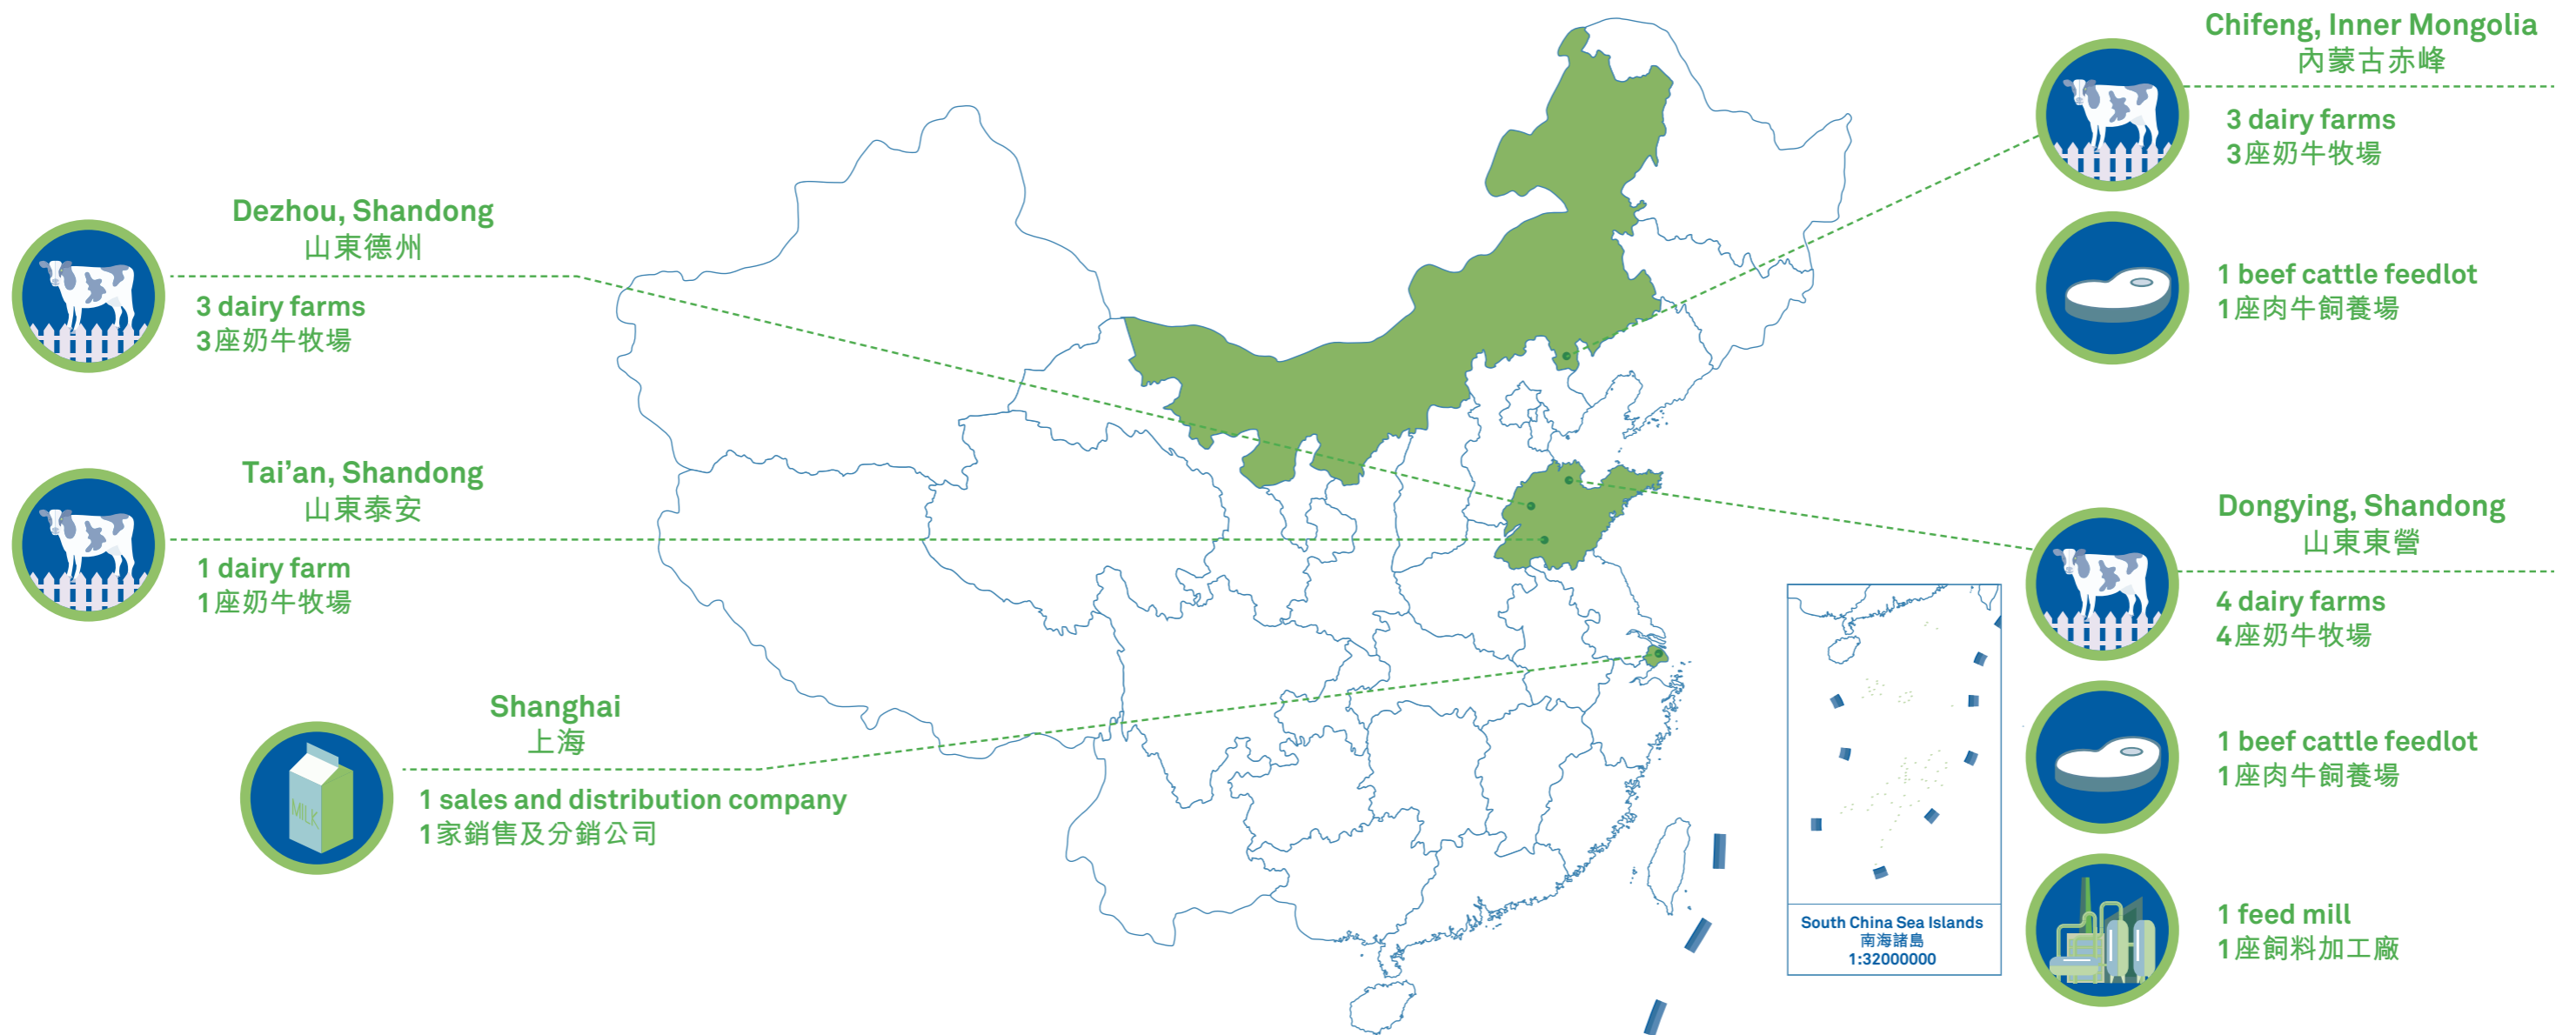 Chifeng, Inner Mongolia
內蒙古赤峰
3 dairy farms
3座奶牛牧場
1 beef cattle feedlot
1座肉牛飼養場
Dezhou, Shandong
山東德州
3 dairy farms
3座奶牛牧場
Tai’an, Shandong
山東泰安
1 dairy farm
1座奶牛牧場
Shanghai
上海
MILK
1 sales and distribution company
1家銷售及分銷公司
Dongying, Shandong
山東東營
4 dairy farms
4座奶牛牧場
1 beef cattle feedlot
1座肉牛飼養場
1 feed mill
1座飼料加工廠
South China Sea Islands
南海諸島
1:32000000